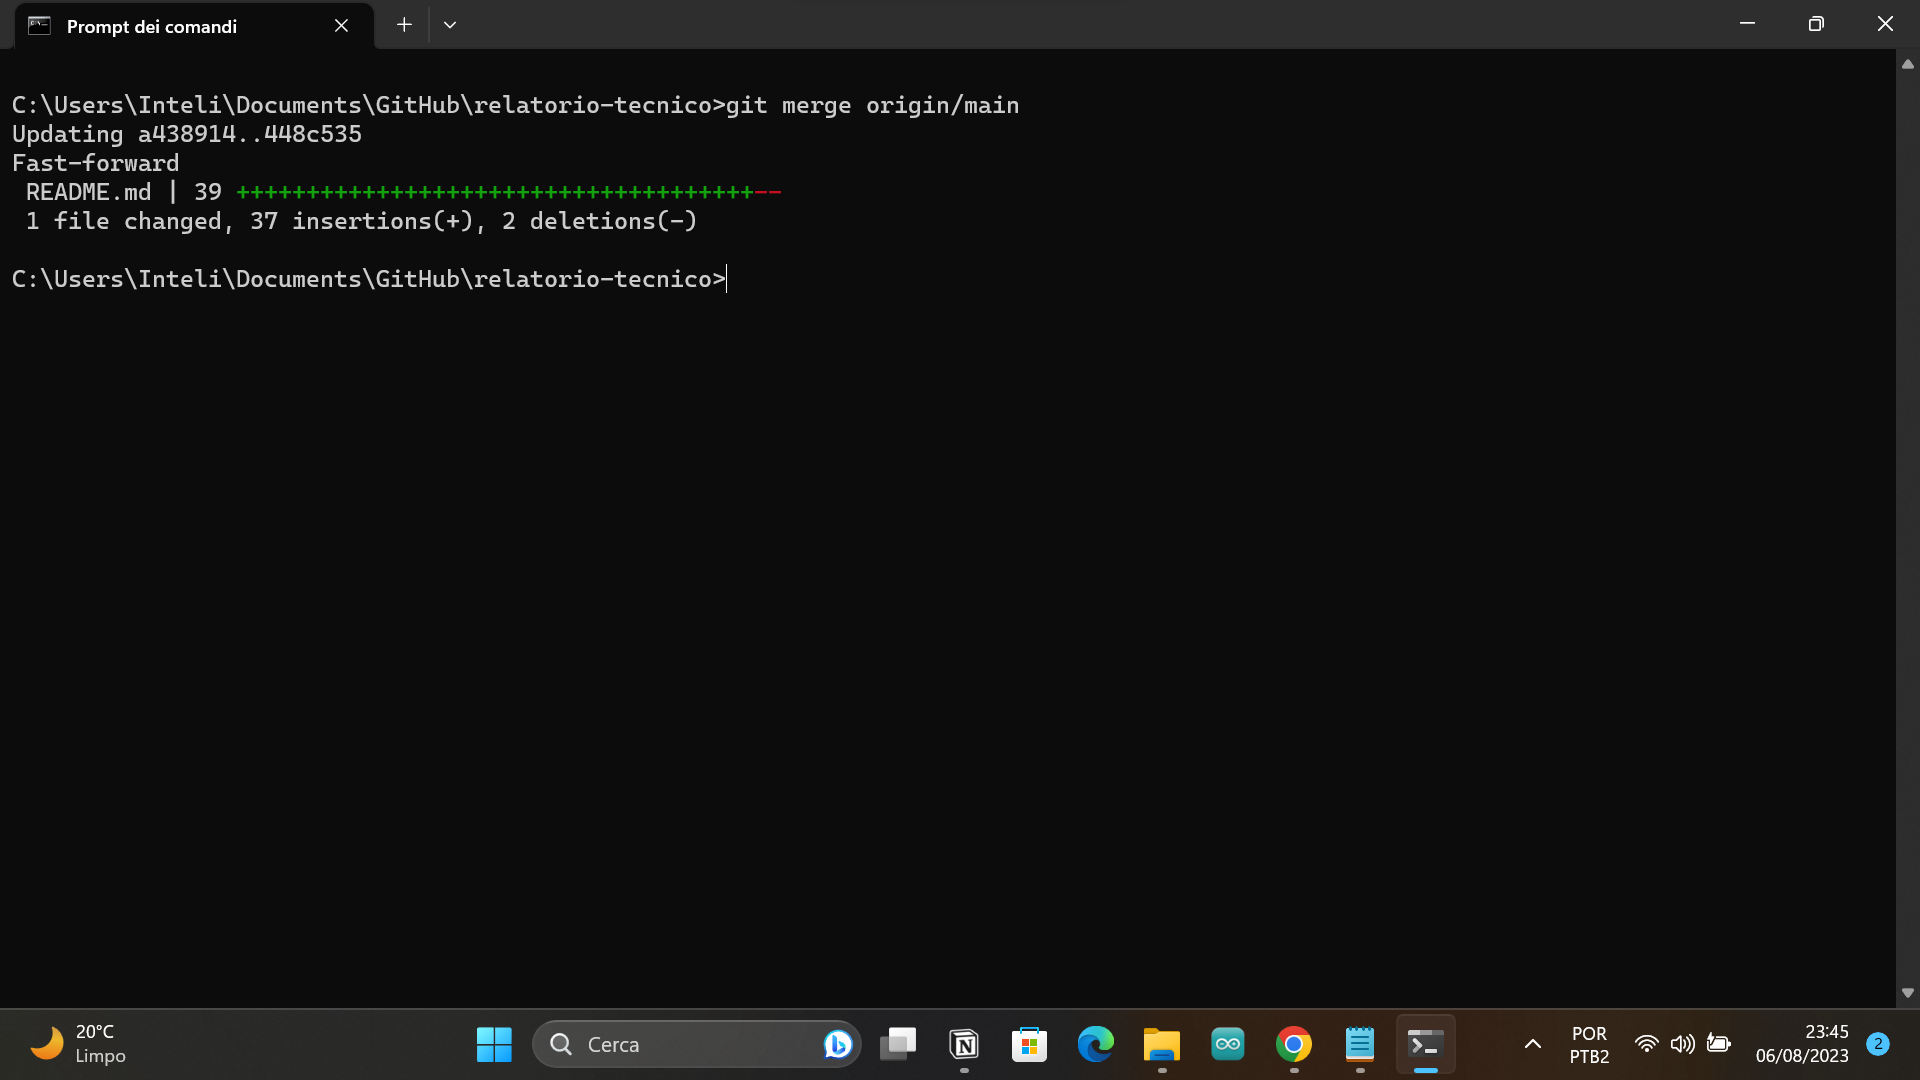 Prompt dei comandi
C:\Users\Inteli\Documents\GitHub\relatorio-tecnico>git merge origin/main
Updating a438914..448c535
Fast-forward
 README.md | 39 +++++++++++++++++++++++++++++++++++++--
 1 file changed, 37 insertions(+), 2 deletions(-)
C:\Users\Inteli\Documents\GitHub\relatorio-tecnico>
20°C
Limpo
Cerca
POR
PTB2
23:45
06/08/2023
2